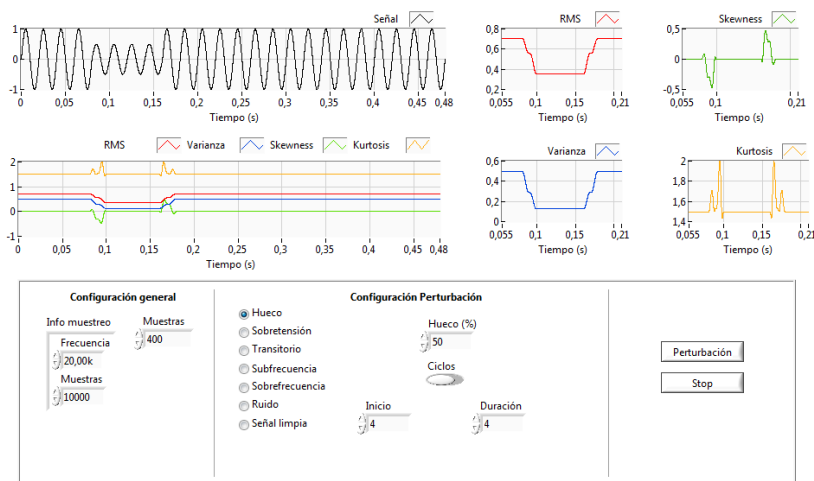 Señal
1
0
-1
0 0,05 0,1 0,15 0,2 0,25 0,3 0,35 0,4 0,45 0,48
Tiempo (s)
RMS
0,8
0,6
0,4
0,2
0,055 0,1 0,15 0,21
Tiempo (s)
Skewness
0,5
0
-0,5
0,055 0,1 0,21
Tiempo (s)
RMS Varianza Skewness Kurtosis
2
1
0
-1
0 0,05 0,1 0,15 0,2 0,25 0,3 0,35 0,4 0,45 0,48
Tiempo (s)
Varianza
0,6
0,4
0,2
0
0,055 0,1 0,15 0,21
Tiempo (s)
Kurtosis
2
1,8
1,6
1,4
0,055 0,1 0,15 0,21
Tiempo (s)
Configuración general
Info muestreo
Frecuencia
20,00k
Muestras
10000
Muestras
400
Configuración Perturbación
Hueco
Sobretensión
Transitorio
Subfrecuencia
Sobrefrecuencia
Ruido
Señal limpia
Hueco (%)
50
Ciclos
Inicio
4
Duración
4
Perturbación
Stop